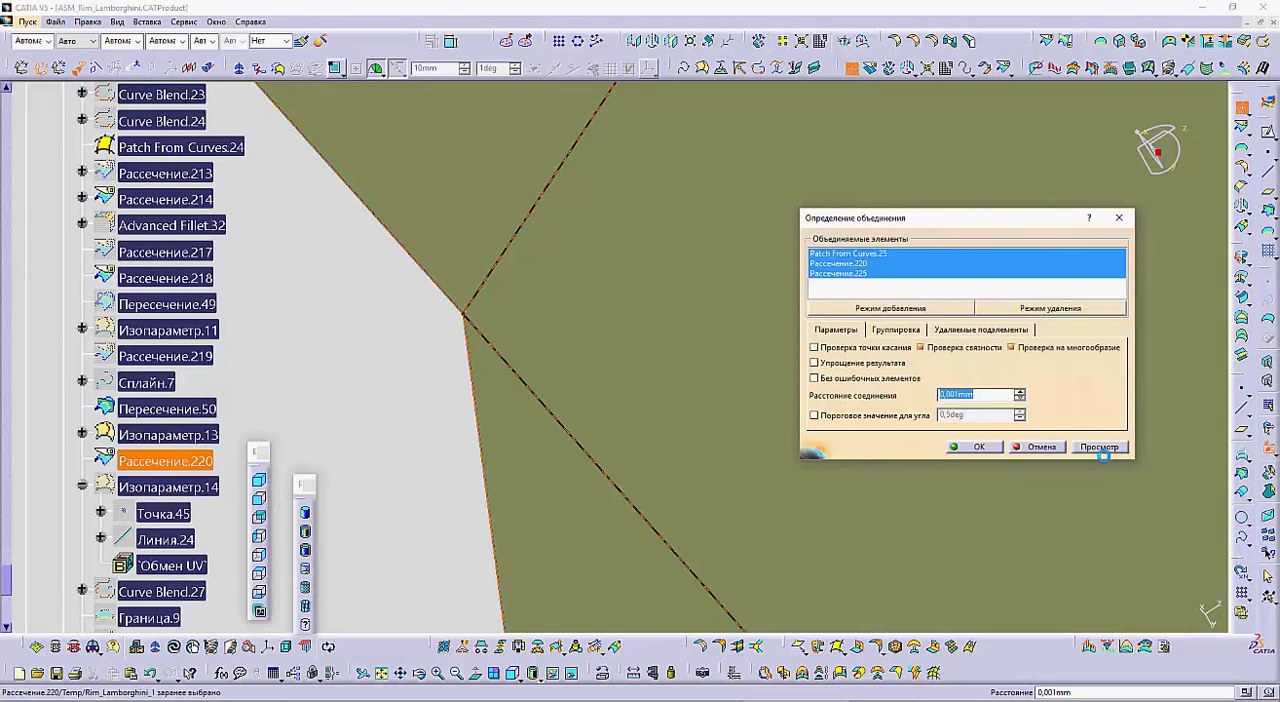 CATIA V5 - [ASM_Rim_Lamborghini.CATProduct]
Пуск Файл Правка Вид Вставка Сервис Окно Справка
Автома Авто Автома Автома Авт Ав Нет
10mm 1deg
Curve Blend.23
Curve Blend.24
Patch From Curves.24
Рассечение.213
Рассечение.214
Advanced Fillet.32
Рассечение.217
Рассечение.218
Пересечение.49
Изопараметр.11
Рассечение.219
Сплайн.7
Пересечение.50
Изопараметр.13
Рассечение.220
Изопараметр.14
Точка.45
Линия.24
`Обмен UV`
Curve Blend.27
Граница.9
E
F
z
Определение объединения ?
Объединяемые элементы
Patch From Curves.25
Рассечение.220
Рассечение.225
Режим добавления Режим удаления
Параметры Группировка Удаляемые подэлементы
Проверка точки касания Проверка связности Проверка на многообразие
Упрощение результата
Без ошибочных элементов
Расстояние соединения 0,001mm
Пороговое значение для угла 0,5deg
OK Отмена Просмотр
CATIA
Рассечение.220/Temp/Rim_Lamborghini_1 заранее выбрано Расстояние 0,001mm